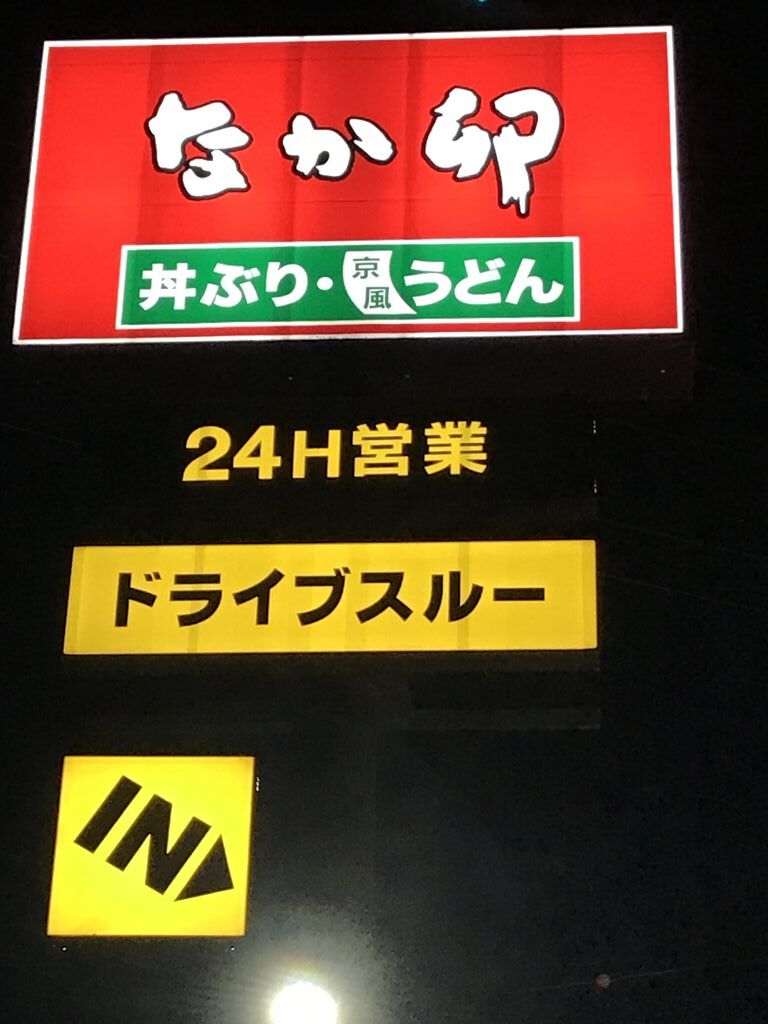 なか卯
丼ぶり・京風うどん
24H営業
ドライブスルー
IN